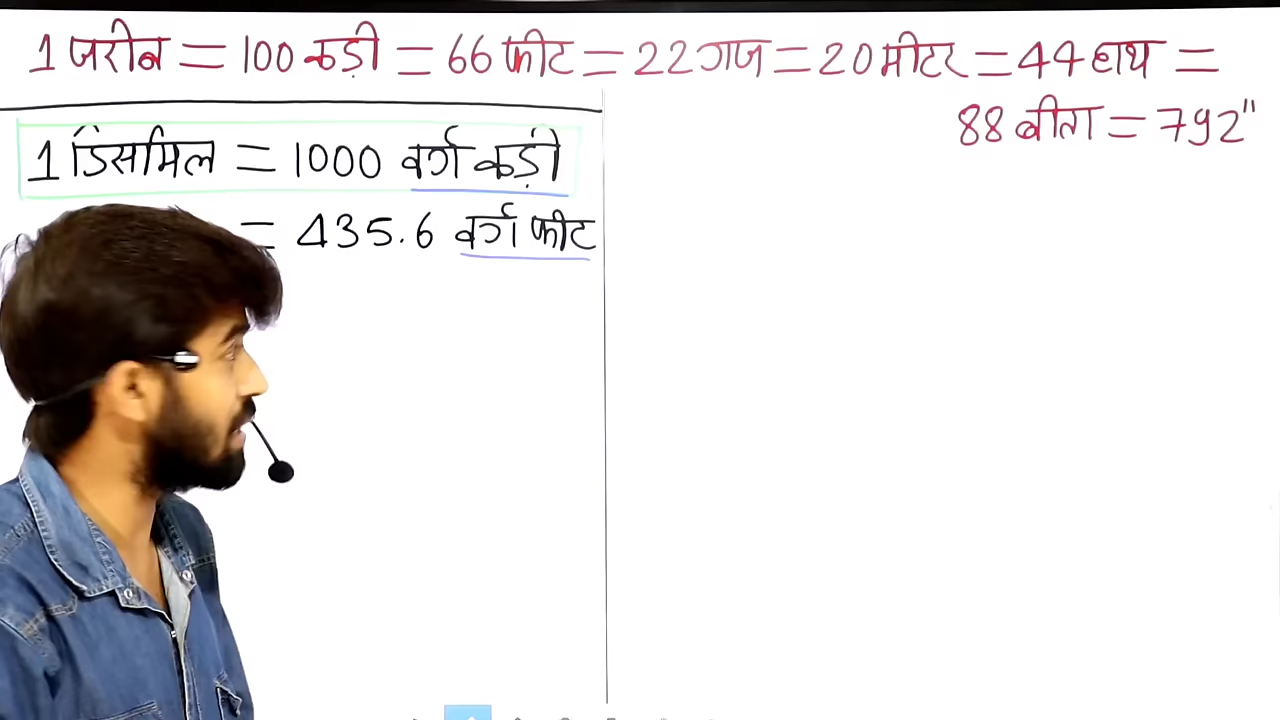 1 जरीब = 100 कड़ी = 66 फीट = 22 गज = 20 मीटर = 44 हाथ =
88 बीता = 792"
1 डिसमिल = 1000 वर्ग कड़ी
= 435.6 वर्ग फीट